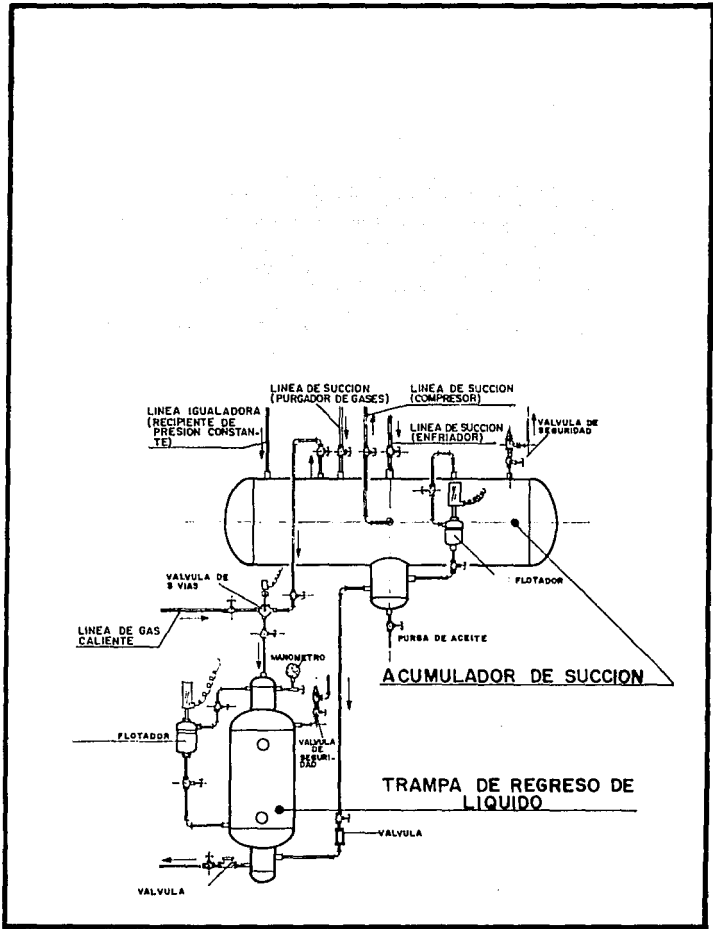 LINEA DE SUCCION
(PURGADOR DE GASES)
LINEA DE SUCCION
(COMPRESOR)
LINEA IGUALADORA
(RECIPIENTE DE
PRESION CONSTAN-
TE)
LINEA DE SUCCION
(ENFRIADOR)
VALVULA DE
SEGURIDAD
FLOTADOR
VALVULA DE
3 VIAS
LINEA DE GAS
CALIENTE
PURGA DE ACEITE
MANOMETRO
ACUMULADOR DE SUCCION
FLOTADOR
VALVULA
DE
SEGURI-
DAD
TRAMPA DE REGRESO DE
LIQUIDO
VALVULA
VALVULA